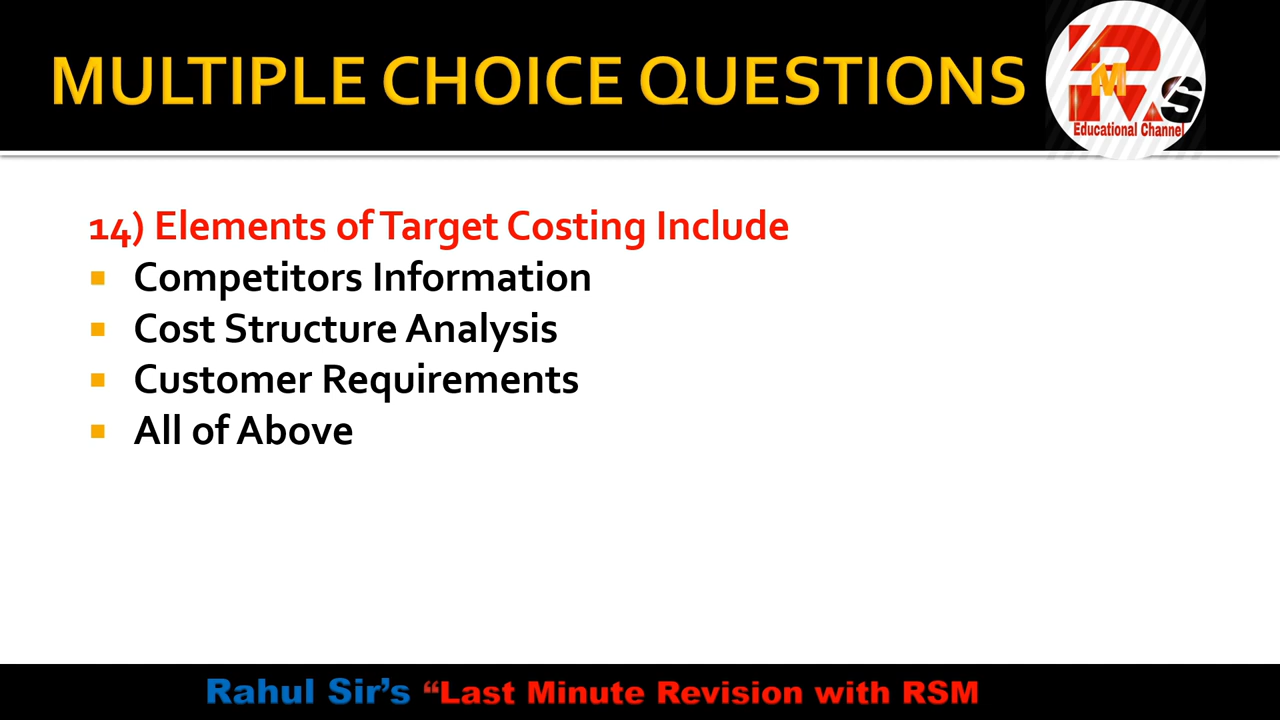 MULTIPLE CHOICE QUESTIONS
RMS
Educational Channel
14) Elements of Target Costing Include
Competitors Information
Cost Structure Analysis
Customer Requirements
All of Above
Rahul Sir's “Last Minute Revision with RSM